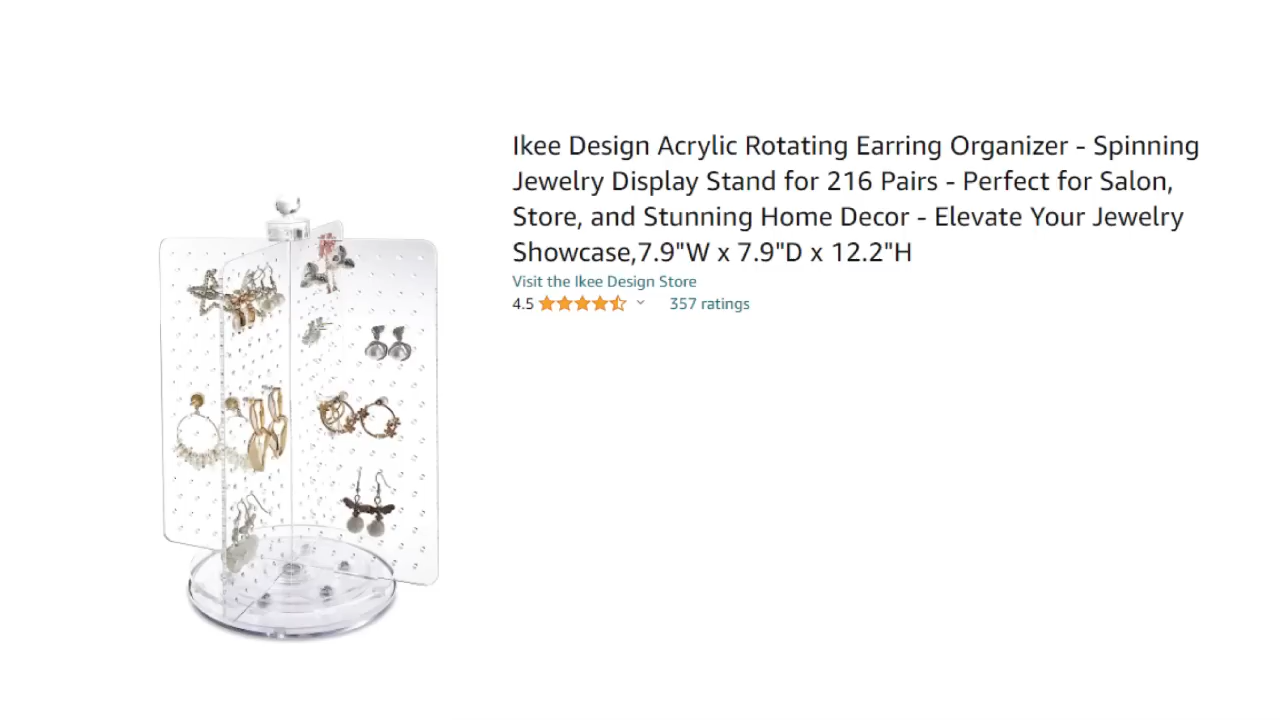 Ikee Design Acrylic Rotating Earring Organizer - Spinning
Jewelry Display Stand for 216 Pairs - Perfect for Salon,
Store, and Stunning Home Decor - Elevate Your Jewelry
Showcase,7.9"W x 7.9"D x 12.2"H
Visit the Ikee Design Store
4.5 357 ratings